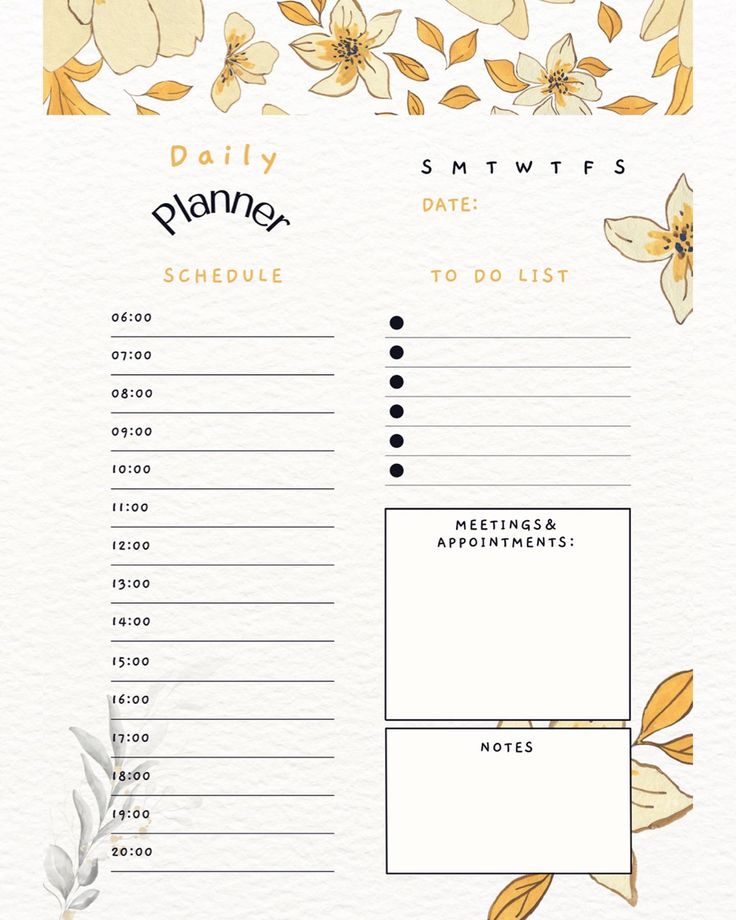 Daily
Planner
S M T W T F S
DATE:
SCHEDULE
06:00
07:00
08:00
09:00
10:00
11:00
12:00
13:00
14:00
15:00
16:00
17:00
18:00
19:00
20:00
TO DO LIST
MEETINGS&
APPOINTMENTS:
NOTES